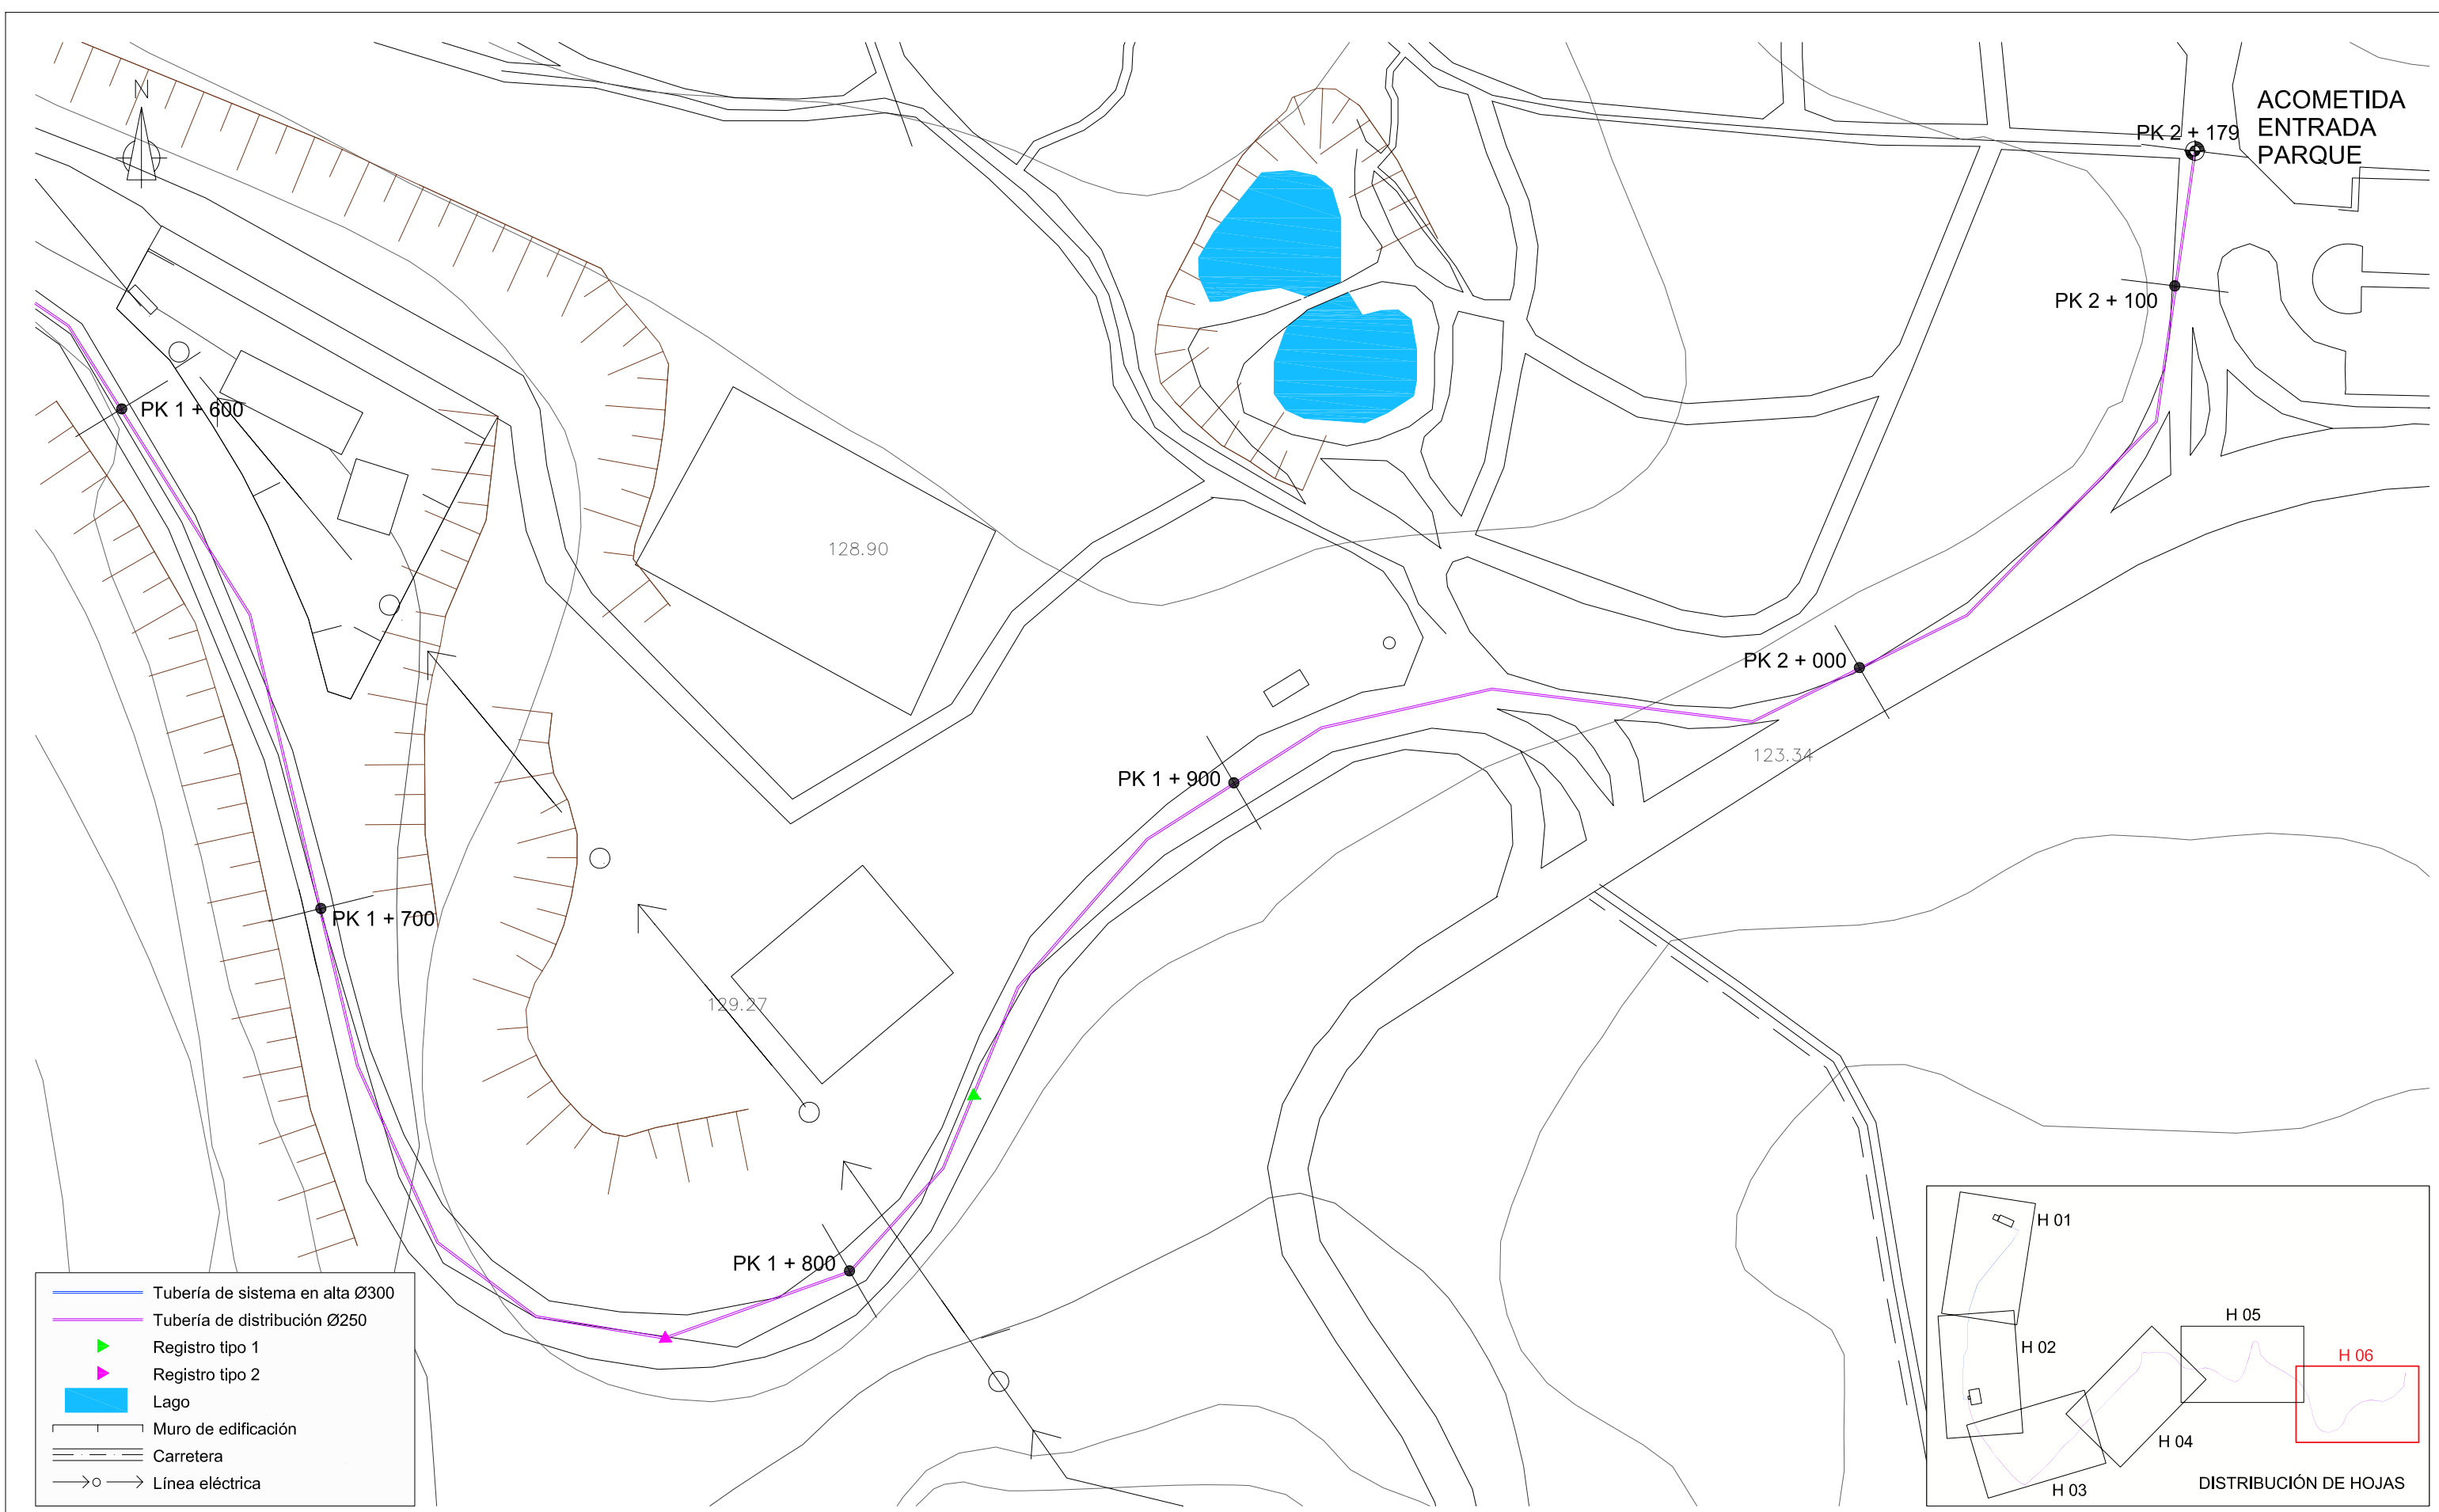 N
ACOMETIDA
ENTRADA
PARQUE
PK 2 + 179
PK 2 + 100
PK 1 + 600
128.90
PK 2 + 000
123.34
PK 1 + 900
PK 1 + 700
129.27
PK 1 + 800
Tubería de sistema en alta Ø300
Tubería de distribución Ø250
Registro tipo 1
Registro tipo 2
Lago
Muro de edificación
Carretera
Línea eléctrica
H 01
H 02
H 05
H 06
H 04
H 03
DISTRIBUCIÓN DE HOJAS